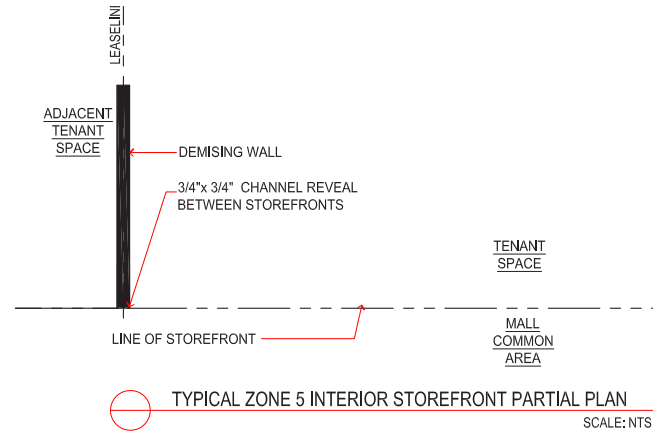 LEASELINI
ADJACENT
TENANT
SPACE
DEMISING WALL
3/4"x 3/4" CHANNEL REVEAL
BETWEEN STOREFRONTS
TENANT
SPACE
LINE OF STOREFRONT
MALL
COMMON
AREA
TYPICAL ZONE 5 INTERIOR STOREFRONT PARTIAL PLAN
SCALE: NTS